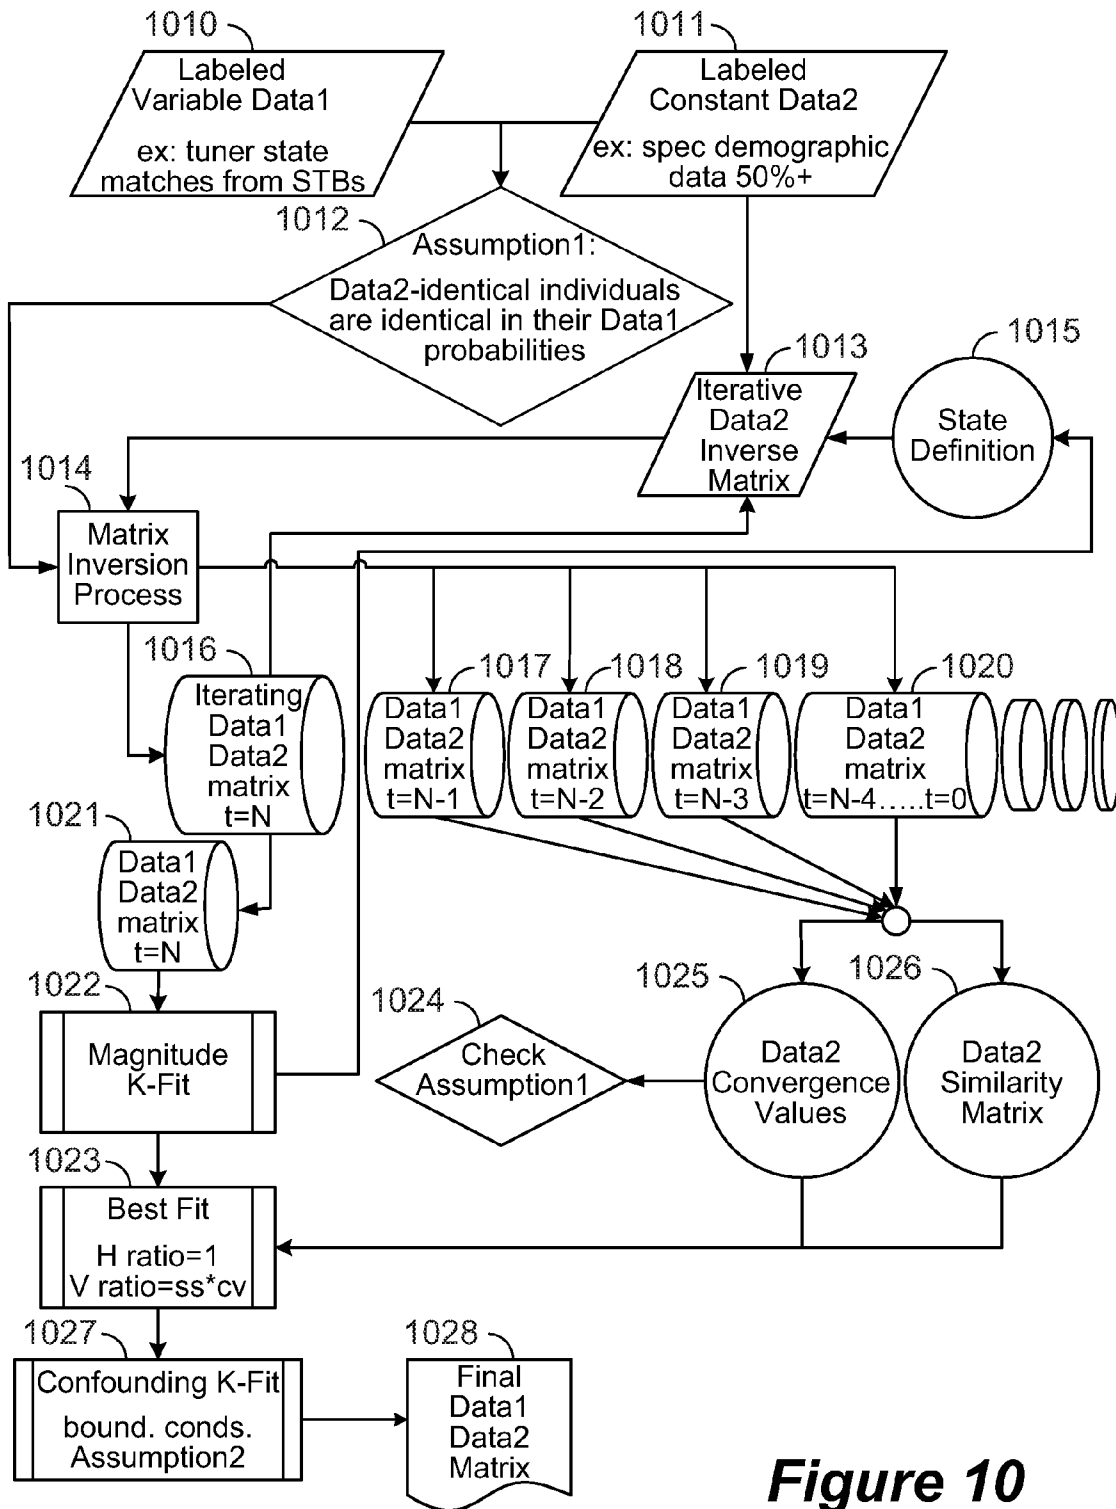 1010
Labeled
Variable Data1
ex: tuner state
matches from STBs
1011
Labeled
Constant Data2
ex: spec demographic
data 50%+
1012
Assumption1:
Data2-identical individuals
are identical in their Data1
probabilities
1013
Iterative
Data2
Inverse
Matrix
1015
State
Definition
1014
Matrix
Inversion
Process
1016
Iterating
Data1
Data2
matrix
t=N
1017
Data1
Data2
matrix
t=N-1
1018
Data1
Data2
matrix
t=N-2
1019
Data1
Data2
matrix
t=N-3
1020
Data1
Data2
matrix
t=N-4.....t=0
1021
Data1
Data2
matrix
t=N
1022
Magnitude
K-Fit
1024
Check
Assumption1
1025
Data2
Convergence
Values
1026
Data2
Similarity
Matrix
1023
Best Fit
H ratio=1
V ratio=ss*cv
1027
Confounding K-Fit
bound. conds.
Assumption2
1028
Final
Data1
Data2
Matrix
Figure 10